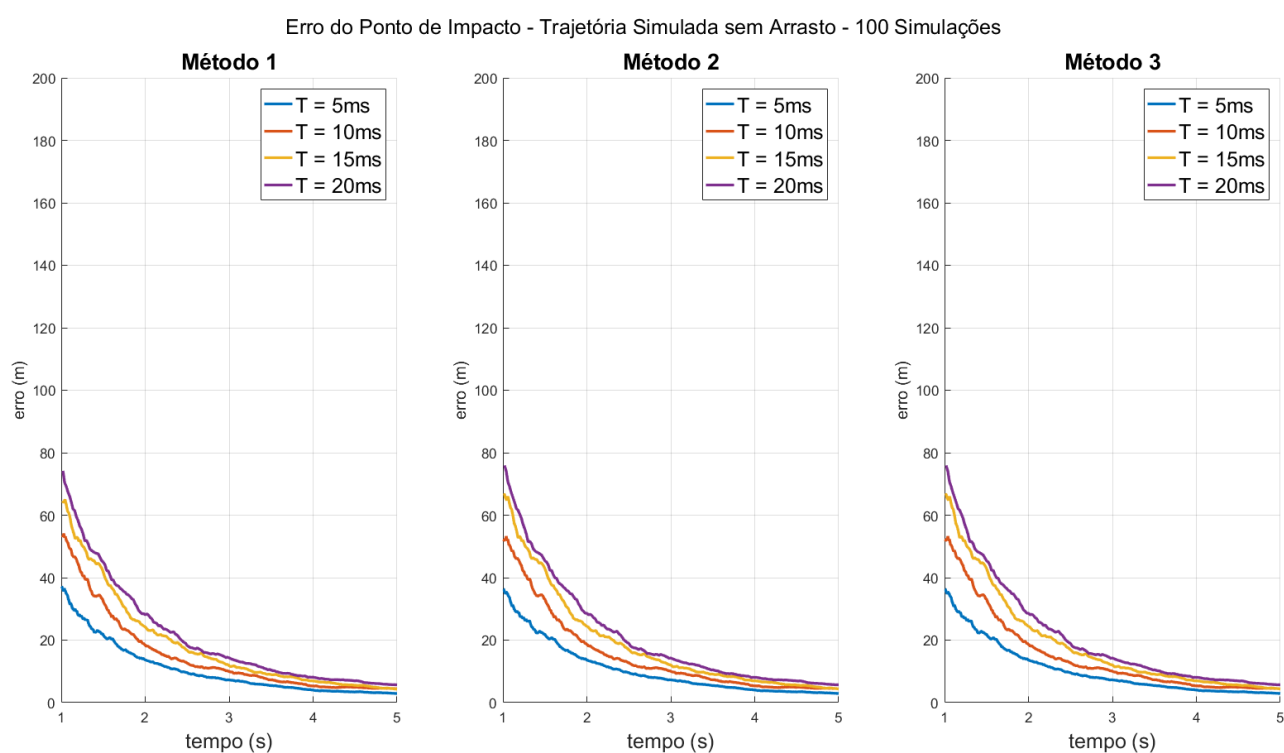 Erro do Ponto de Impacto - Trajetória Simulada sem Arrasto - 100 Simulações
Método 1
200
180
160
140
120
100
80
60
40
20
0
erro (m)
T = 5ms
T = 10ms
T = 15ms
T = 20ms
1 2 3 4 5
tempo (s)
Método 2
200
180
160
140
120
100
80
60
40
20
0
erro (m)
T = 5ms
T = 10ms
T = 15ms
T = 20ms
1 2 3 4 5
tempo (s)
Método 3
200
180
160
140
120
100
80
60
40
20
0
erro (m)
T = 5ms
T = 10ms
T = 15ms
T = 20ms
1 2 3 4 5
tempo (s)